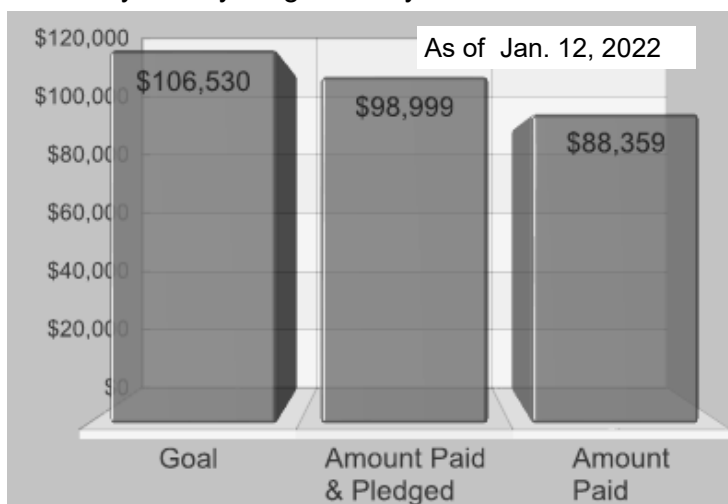 As of Jan. 12, 2022
$120,000
$100,000
$80,000
$60,000
$40,000
$20,000
$0
$106,530
$98,999
$88,359
Goal
Amount Paid
& Pledged
Amount
Paid